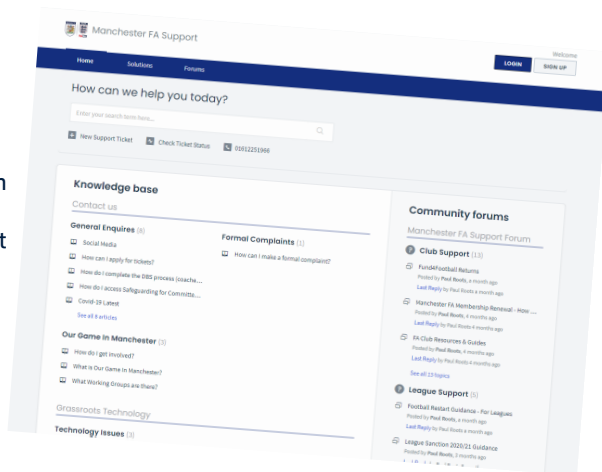 n
t
Manchester FA Support
Welcome
LOGIN
SIGN UP
Home
Solutions
Forums
How can we help you today?
Enter your search term here...
New Support Ticket
Check Ticket Status
01612251966
Knowledge base
Contact us
General Enquires (8)
Social Media
How can I apply for tickets?
How do I complete the DBS process (coache...
How do I access Safeguarding for Committe...
Covid-19 Latest
See all 8 articles
Formal Complaints (1)
How can I make a formal complaint?
Our Game In Manchester (3)
How do I get involved?
What is Our Game In Manchester?
What Working Groups are there?
Grassroots Technology
Technology Issues (3)
Community forums
Manchester FA Support Forum
Club Support (13)
Fund4Football Returns
Posted by Paul Roots, a month ago
Last Reply by Paul Roots a month ago
Manchester FA Membership Renewal - How ...
Posted by Paul Roots, 4 months ago
Last Reply by Paul Roots 4 months ago
FA Club Resources & Guides
Posted by Paul Roots, 4 months ago
Last Reply by Paul Roots 4 months ago
See all 13 topics
League Support (5)
Football Restart Guidance - For Leagues
Posted by Paul Roots, a month ago
Last Reply by Paul Roots a month ago
League Sanction 2020/21 Guidance
Posted by Paul Roots, 3 months ago